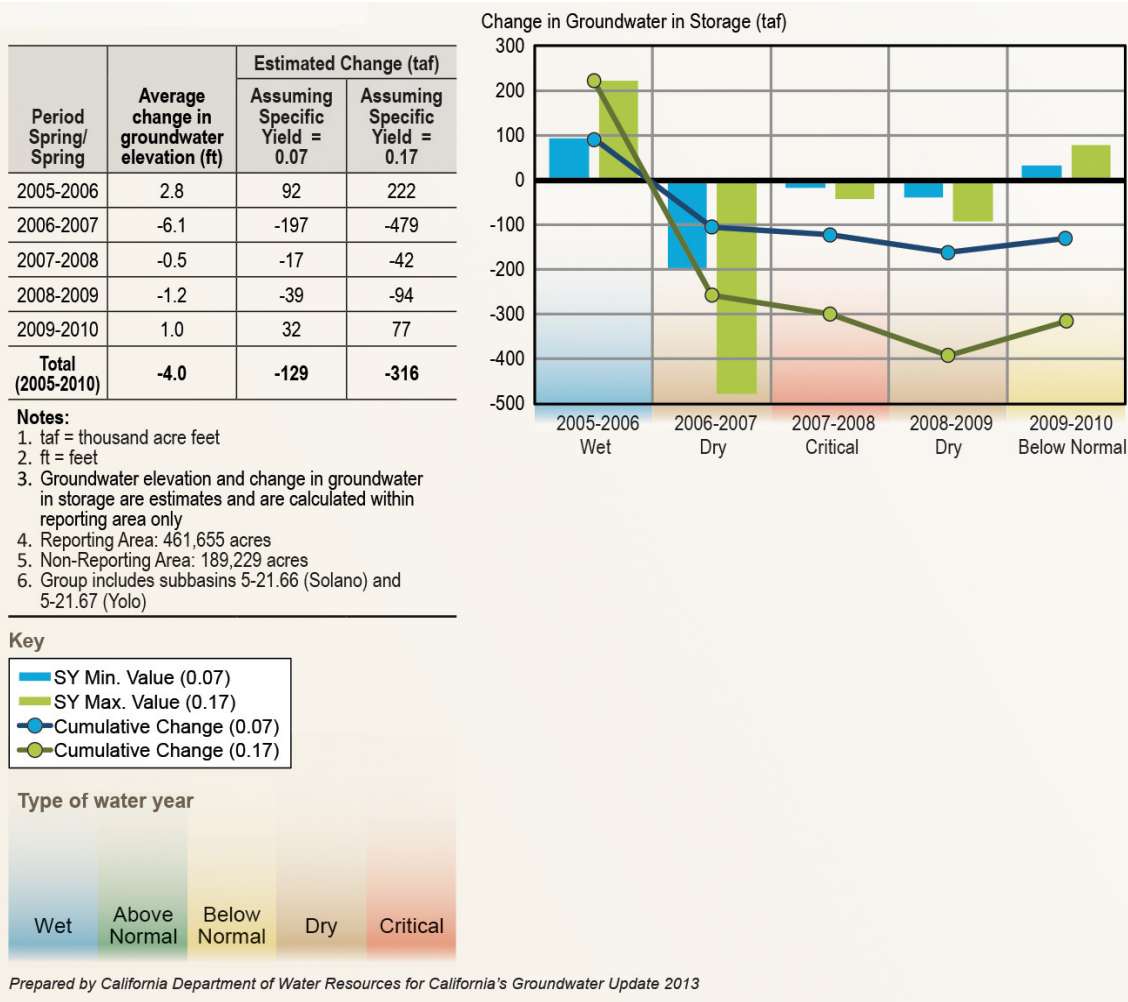 Period
Spring/
Spring
Average
change in
groundwater
elevation (ft)
Estimated Change (taf)
Assuming
Specific
Yield =
0.07
Assuming
Specific
Yield =
0.17
2005-2006 2.8 92 222
2006-2007 -6.1 -197 -479
2007-2008 -0.5 -17 -42
2008-2009 -1.2 -39 -94
2009-2010 1.0 32 77
Total
(2005-2010) -4.0 -129 -316
Notes:
1. taf = thousand acre feet
2. ft = feet
3. Groundwater elevation and change in groundwater
in storage are estimates and are calculated within
reporting area only
4. Reporting Area: 461,655 acres
5. Non-Reporting Area: 189,229 acres
6. Group includes subbasins 5-21.66 (Solano) and
5-21.67 (Yolo)
Change in Groundwater in Storage (taf)
300
200
100
0
-100
-200
-300
-400
-500
2005-2006 2006-2007 2007-2008 2008-2009 2009-2010
Wet Dry Critical Dry Below Normal
Key
SY Min. Value (0.07)
SY Max. Value (0.17)
Cumulative Change (0.07)
Cumulative Change (0.17)
Type of water year
Wet
Above
Normal
Below
Normal
Dry
Critical
Prepared by California Department of Water Resources for California's Groundwater Update 2013